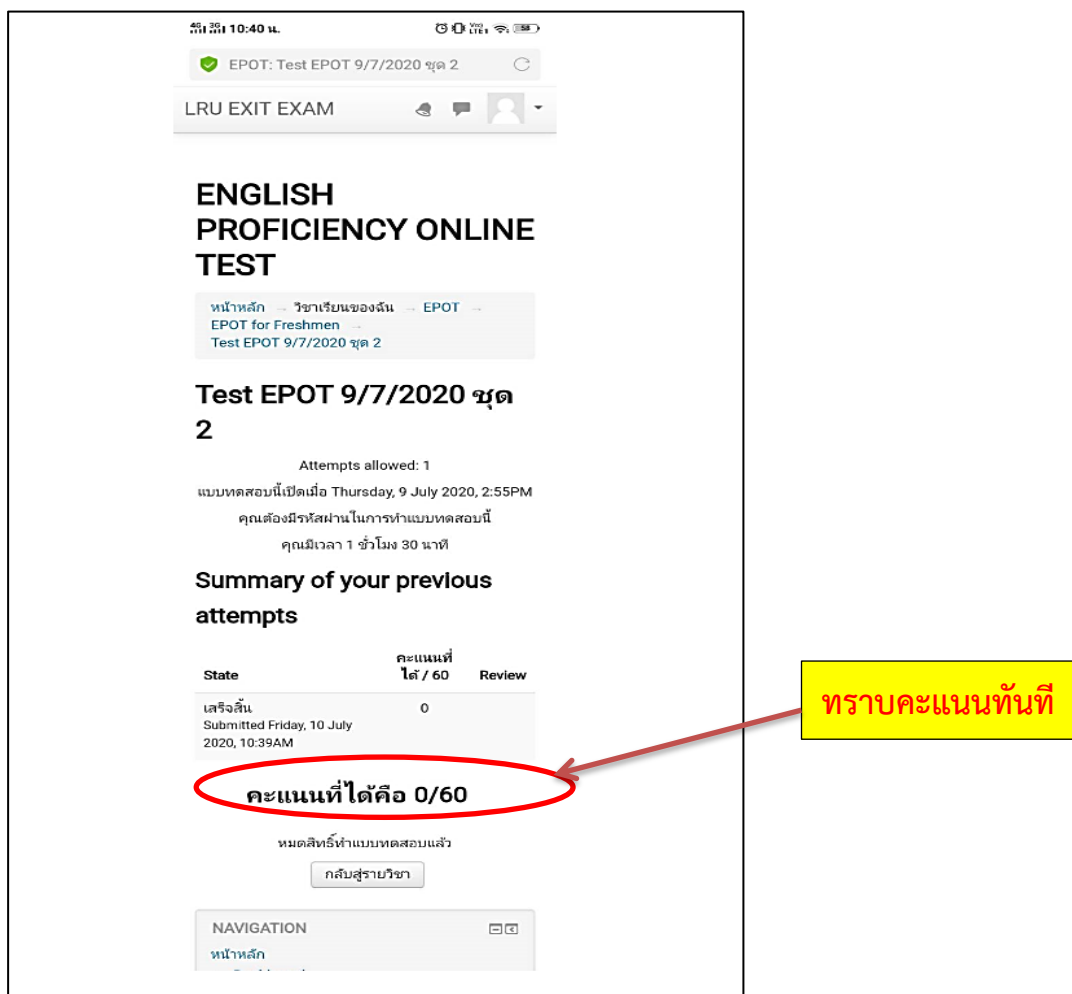 4G 3G 10:40 น. VoO LTE1 58
EPOT: Test EPOT 9/7/2020 ชุด 2
LRU EXIT EXAM
ENGLISH
PROFICIENCY ONLINE
TEST
หน้าหลัก → วิชาเรียนของฉัน → EPOT →
EPOT for Freshmen →
Test EPOT 9/7/2020 ชุด 2
Test EPOT 9/7/2020 ชุด
2
Attempts allowed: 1
แบบทดสอบนี้เปิดเมื่อ Thursday, 9 July 2020, 2:55PM
คุณต้องมีรหัสผ่านในการทำแบบทดสอบนี้
คุณมีเวลา 1 ชั่วโมง 30 นาที
Summary of your previous
attempts
คะแนนที่
State ได้ / 60 Review
เสร็จสิ้น 0
Submitted Friday, 10 July
2020, 10:39AM
ทราบคะแนนทันที
คะแนนที่ได้คือ 0/60
หมดสิทธิ์ทำแบบทดสอบแล้ว
กลับสู่รายวิชา
NAVIGATION
หน้าหลัก